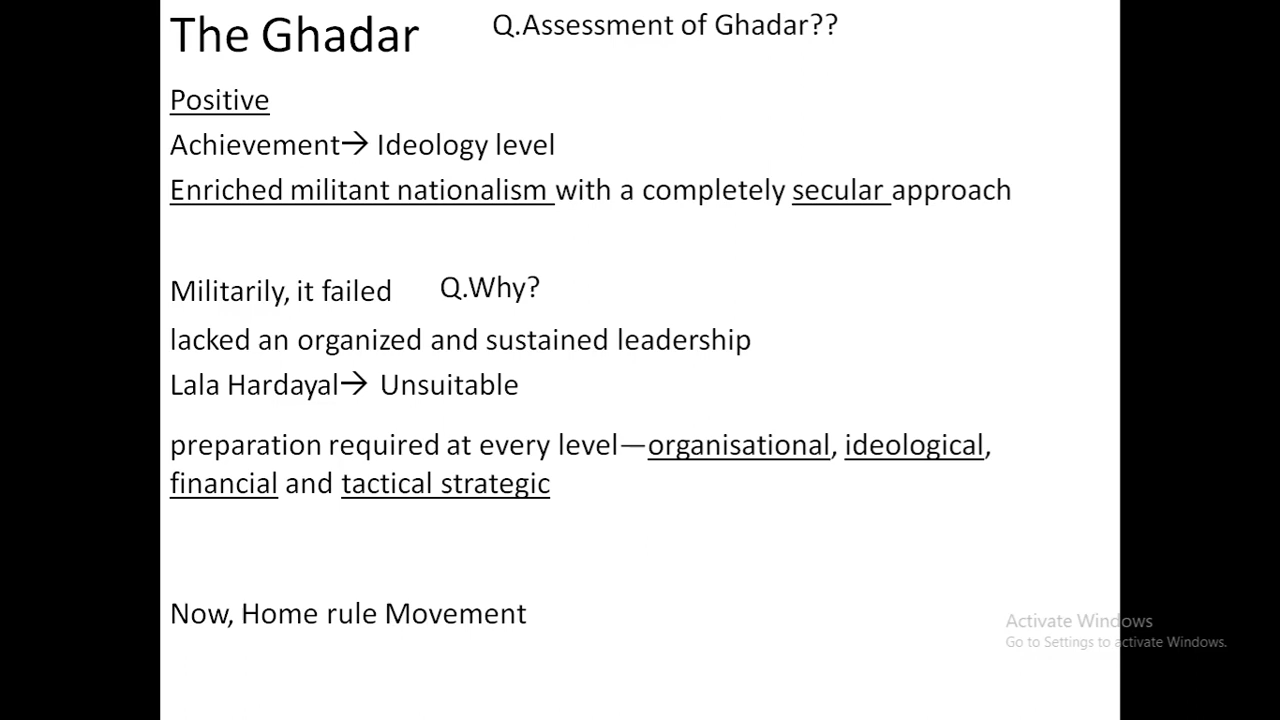 The Ghadar
Q.Assessment of Ghadar??
Positive
Achievement→ Ideology level
Enriched militant nationalism with a completely secular approach
Militarily, it failed
Q.Why?
lacked an organized and sustained leadership
Lala Hardayal→ Unsuitable
preparation required at every level—organisational, ideological,
financial and tactical strategic
Now, Home rule Movement
Activate Windows
Go to Settings to activate Windows.